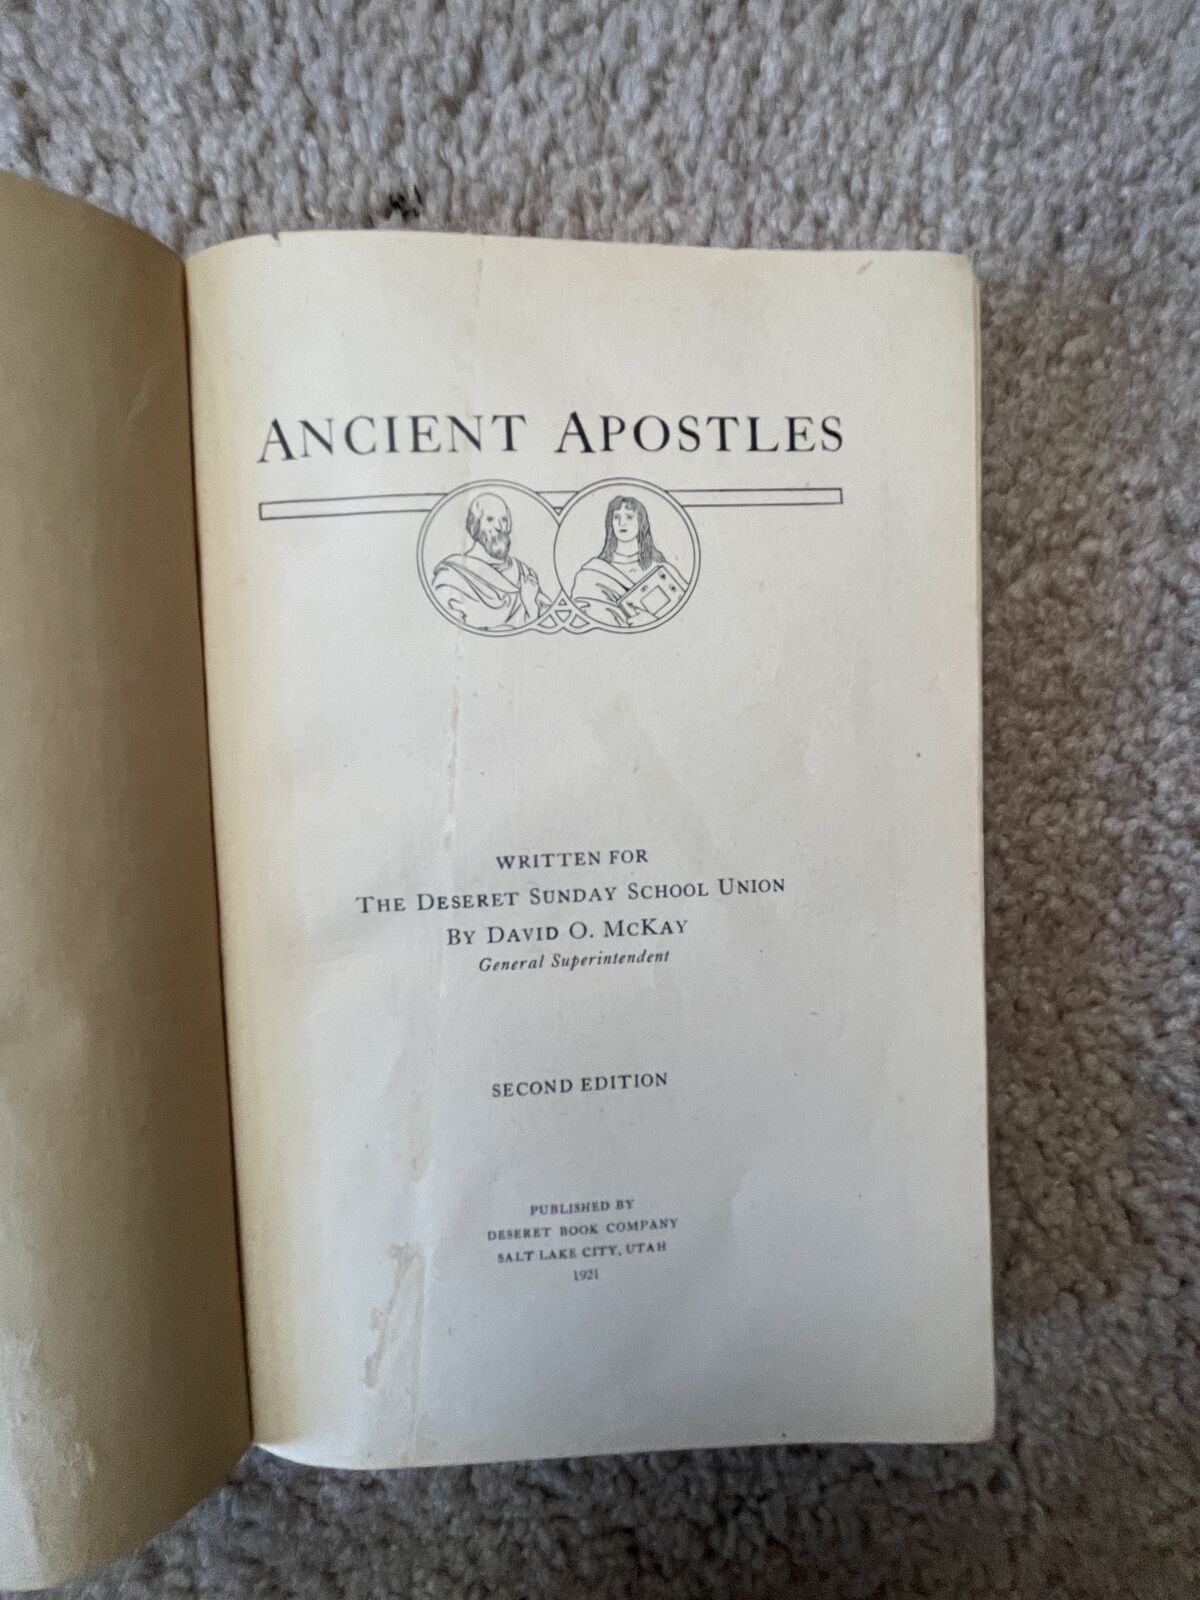 ANCIENT APOSTLES
WRITTEN FOR
THE DESERET SUNDAY SCHOOL UNION
BY DAVID O. MCKAY
General Superintendent
SECOND EDITION
PUBLISHED BY
DESERET BOOK COMPANY
SALT LAKE CITY, UTAH
1921